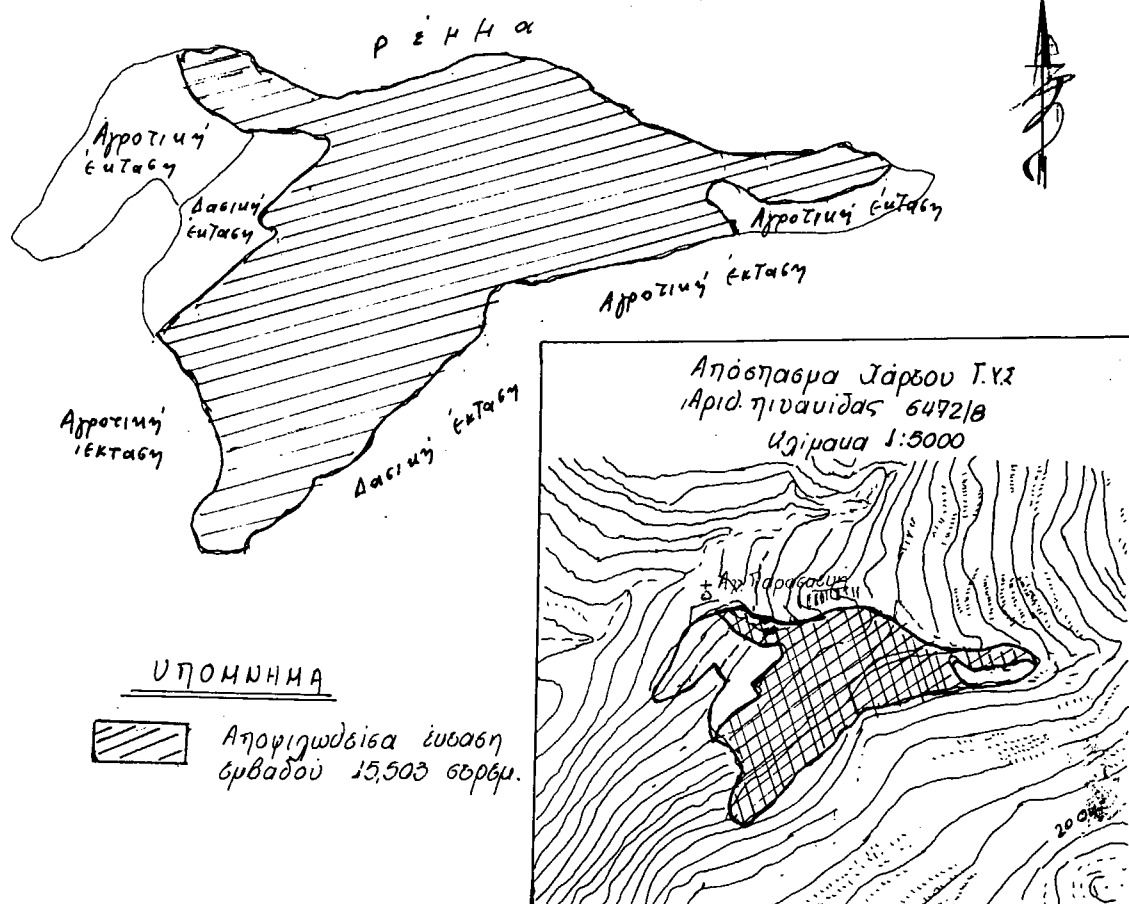 ρέμμα
Αγροτική
έκταση
Δασική
έκταση
Αγροτική έκταση
Αγροτική έκταση
Αγροτική
έκταση
Δασική έκταση
Απόσπασμα Χάρτου Γ.Υ.Σ
Αριθ. πινακίδας 6472/8
Κλίμακα 1:5000
Αγ. Παρασκευή
ΥΠΟΜΝΗΜΑ
Αποψιλωθείσα έκταση
εμβαδού 15,503 στρεμ.
200